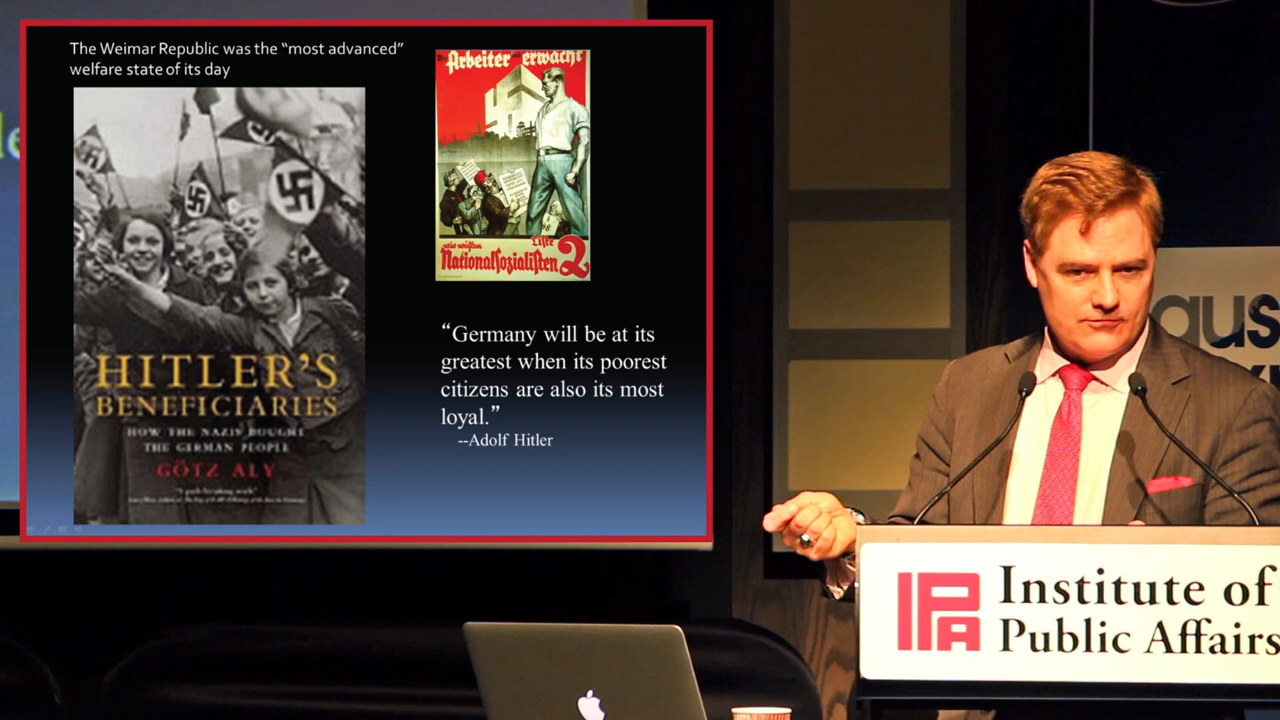 The Weimar Republic was the “most advanced”
welfare state of its day
HITLER’S
BENEFICIARIES
HOW THE NAZIS BOUGHT
THE GERMAN PEOPLE
GÖTZ ALY
Arbeiter erwacht
Liste
Nationalsozialisten 2
“Germany will be at its
greatest when its poorest
citizens are also its most
loyal.”
--Adolf Hitler
aus
IPA
Institute of
Public Affairs